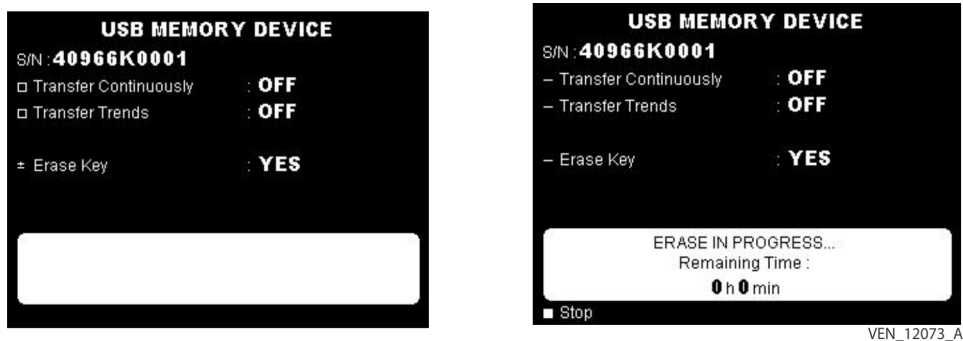 USB MEMORY DEVICE
S/N :40966K0001
Transfer Continuously : OFF
Transfer Trends : OFF
± Erase Key : YES
USB MEMORY DEVICE
S/N :40966K0001
– Transfer Continuously : OFF
– Transfer Trends : OFF
– Erase Key : YES
ERASE IN PROGRESS...
Remaining Time :
0 h 0 min
Stop
VEN_12073_A